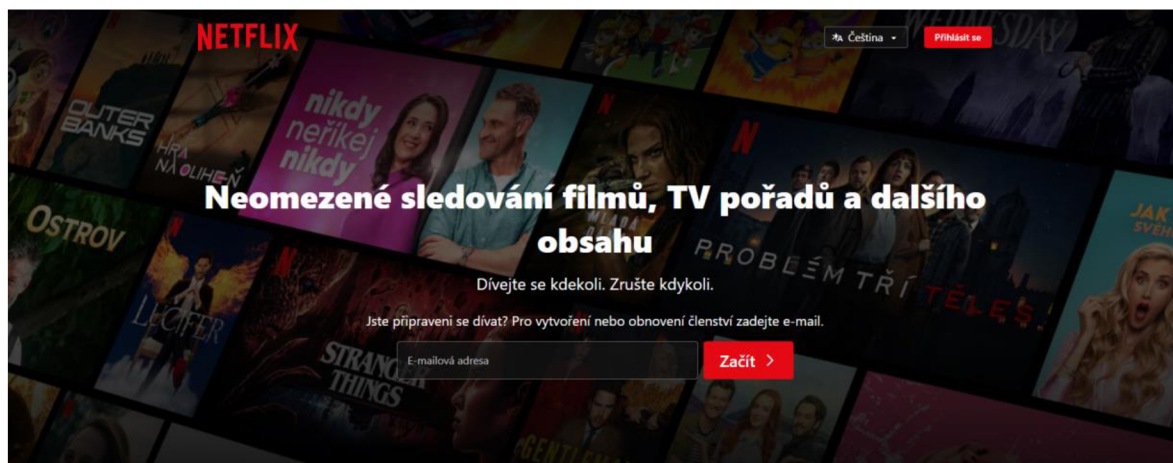 NETFLIX
Čeština
Přihlásit se
WEDNESDAY
OUTER
BANKS
HRA
NA OLIHEŇ
nikdy
neříkej
nikdy
Neomezené sledování filmů, TV pořadů a dalšího
obsahu
OSTROV
LUCIFER
PROBLÉM TŘÍ TĚLES
JAK
Dívejte se kdekoli. Zrušte kdykoli.
Jste připraveni se dívat? Pro vytvoření nebo obnovení členství zadejte e-mail.
E-mailová adresa
Začít
STRANGER
THINGS